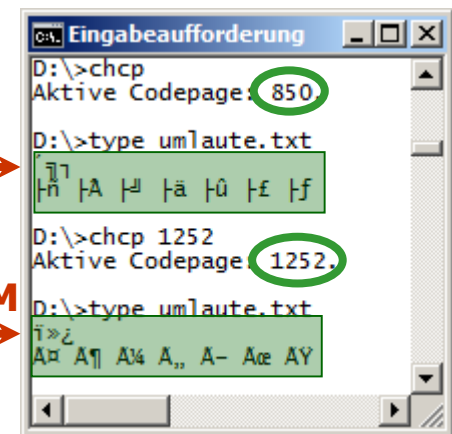 Eingabeaufforderung
D:\>chcp
Aktive Codepage: 850.
D:\>type umlaute.txt
´╗┐
├ñ ├Â ├╝ ├ä ├û ├£ ├ƒ
D:\>chcp 1252
Aktive Codepage: 1252.
M
D:\>type umlaute.txt
ï»¿
Ã¤ Ã¶ Ã¼ Ã„ Ã– Ãœ ÃŸ